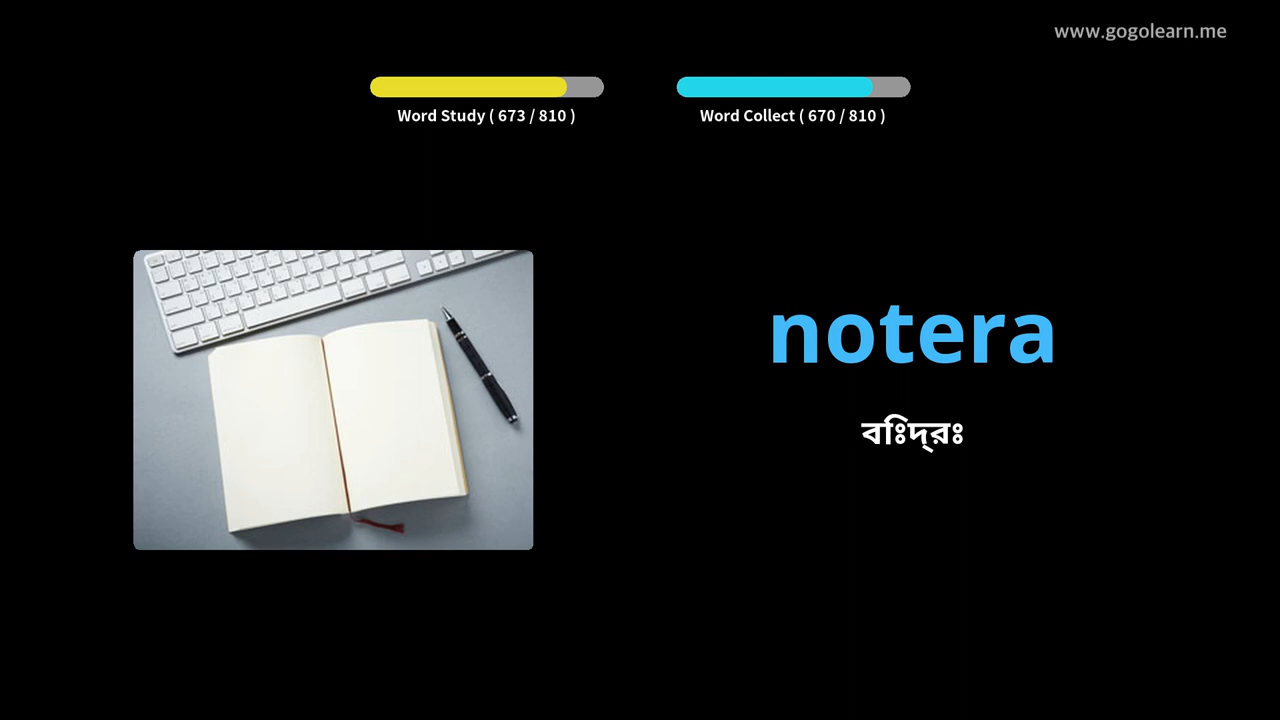 www.gogolearn.me
Word Study ( 673 / 810 )
Word Collect ( 670 / 810 )
notera
বিঃদ্রঃ